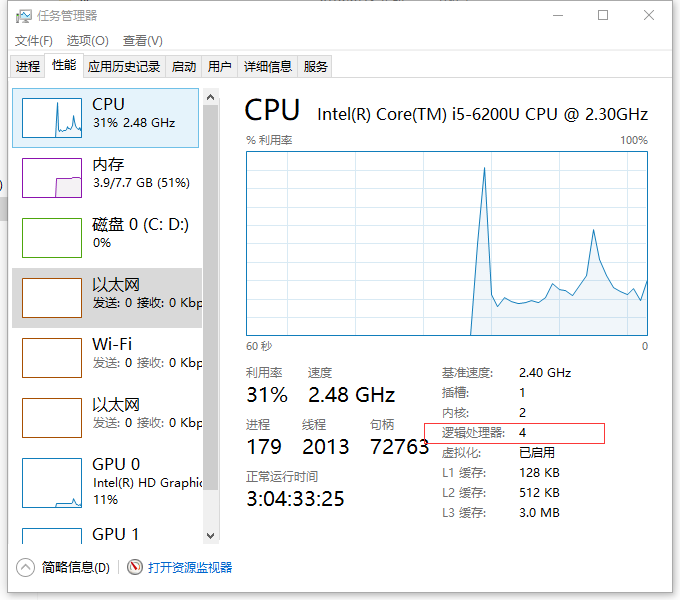 任务管理器
文件(F) 选项(O) 查看(V)
进程 性能 应用历史记录 启动 用户 详细信息 服务
CPU
31% 2.48 GHz
内存
3.9/7.7 GB (51%)
磁盘 0 (C: D:)
0%
以太网
发送: 0 接收: 0 Kbp
Wi-Fi
发送: 0 接收: 0 Kbp
以太网
发送: 0 接收: 0 Kbp
GPU 0
Intel(R) HD Graphic
11%
GPU 1
CPU Intel(R) Core(TM) i5-6200U CPU @ 2.30GHz
% 利用率 100%
60 秒 0
利用率 速度
31% 2.48 GHz
进程 线程 句柄
179 2013 72763
正常运行时间
3:04:33:25
基准速度: 2.40 GHz
插槽: 1
内核: 2
逻辑处理器: 4
虚拟化: 已启用
L1 缓存: 128 KB
L2 缓存: 512 KB
L3 缓存: 3.0 MB
简略信息(D) 打开资源监视器